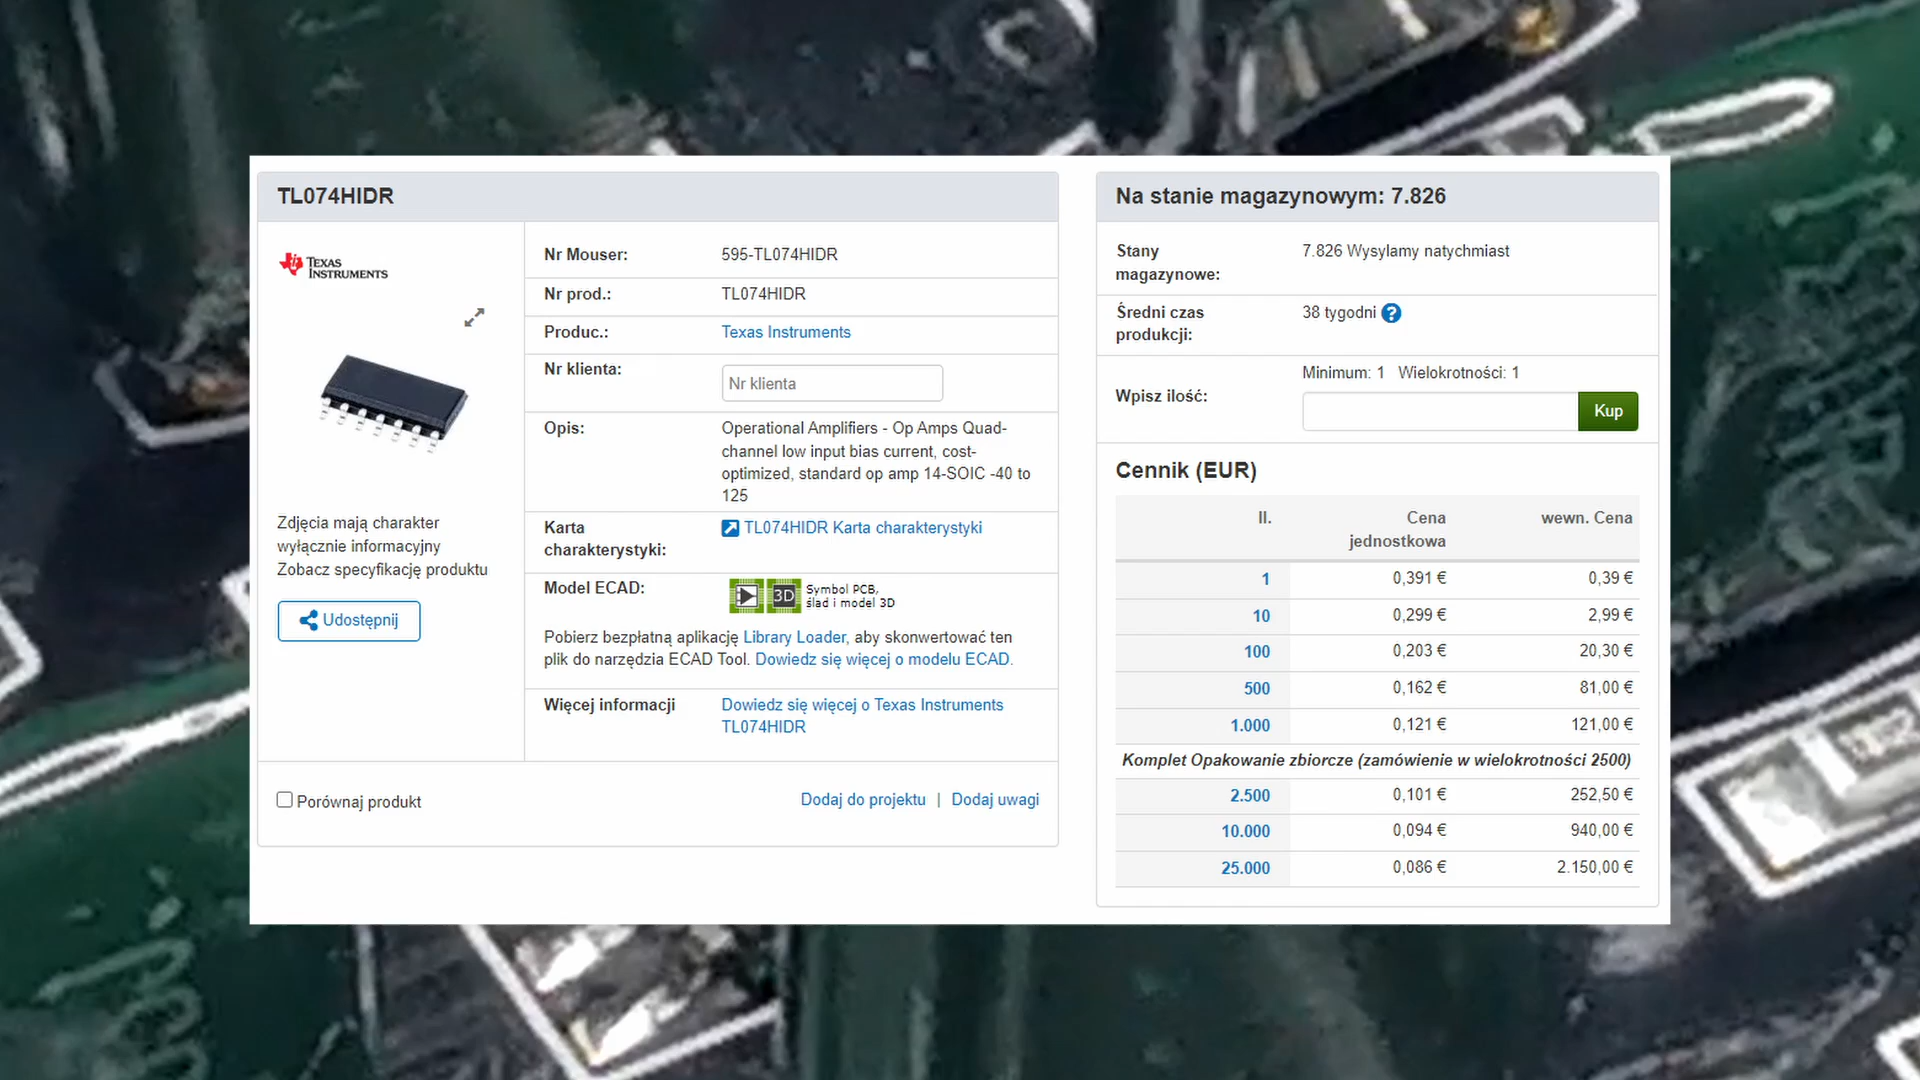 TL074HIDR
TEXAS
INSTRUMENTS
Zdjęcia mają charakter
wyłącznie informacyjny
Zobacz specyfikację produktu
Udostępnij
Nr Mouser: 595-TL074HIDR
Nr prod.: TL074HIDR
Produc.: Texas Instruments
Nr klienta: Nr klienta
Opis: Operational Amplifiers - Op Amps Quad-
channel low input bias current, cost-
optimized, standard op amp 14-SOIC -40 to
125
Karta
charakterystyki:
TL074HIDR Karta charakterystyki
Model ECAD:
3D
Symbol PCB,
ślad i model 3D
Pobierz bezpłatną aplikację Library Loader, aby skonwertować ten
plik do narzędzia ECAD Tool. Dowiedz się więcej o modelu ECAD.
Więcej informacji
Dowiedz się więcej o Texas Instruments
TL074HIDR
Porównaj produkt
Dodaj do projektu | Dodaj uwagi
Na stanie magazynowym: 7.826
Stany
magazynowe:
7.826 Wysylamy natychmiast
Średni czas
produkcji:
38 tygodni ?
Minimum: 1 Wielokrotności: 1
Wpisz ilość:
Kup
Cennik (EUR)
Il. Cena
jednostkowa
wewn. Cena
1 0,391 € 0,39 €
10 0,299 € 2,99 €
100 0,203 € 20,30 €
500 0,162 € 81,00 €
1.000 0,121 € 121,00 €
Komplet Opakowanie zbiorcze (zamówienie w wielokrotności 2500)
2.500 0,101 € 252,50 €
10.000 0,094 € 940,00 €
25.000 0,086 € 2.150,00 €